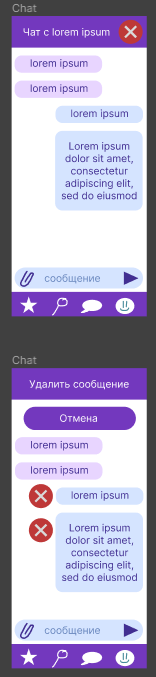 Chat
Чат с lorem ipsum
lorem ipsum
lorem ipsum
lorem ipsum
Lorem ipsum
dolor sit amet,
consectetur
adipiscing elit,
sed do eiusmod
сообщение
Chat
Удалить сообщение
Отмена
lorem ipsum
lorem ipsum
lorem ipsum
Lorem ipsum
dolor sit amet,
consectetur
adipiscing elit,
sed do eiusmod
сообщение